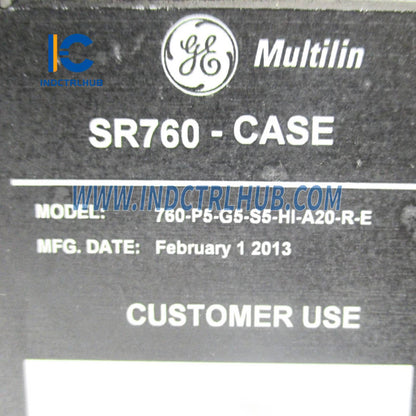 INDCTRLHUB
GE Multilin
SR760 - CASE
WWW.INDCTRLHUB.COM
MODEL: 760-P5-G5-S5-HI-A20-R-E
MFG. DATE: February 1 2013
CUSTOMER USE